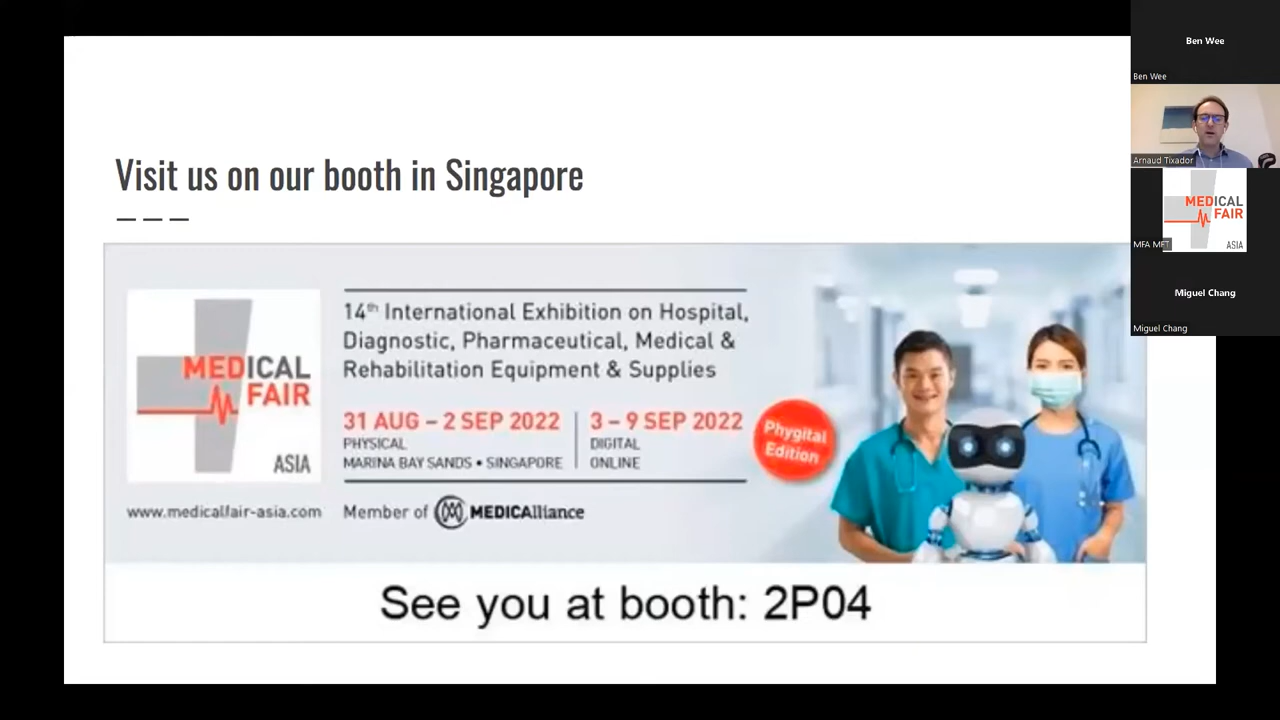 Visit us on our booth in Singapore
MEDICAL
FAIR
ASIA
www.medicalfair-asia.com
14th International Exhibition on Hospital,
Diagnostic, Pharmaceutical, Medical &
Rehabilitation Equipment & Supplies
31 AUG – 2 SEP 2022
PHYSICAL
MARINA BAY SANDS • SINGAPORE
3 – 9 SEP 2022
DIGITAL
ONLINE
Member of MEDICAlliance
Phygital
Edition
See you at booth: 2P04
Ben Wee
Ben Wee
Arnaud Tixador
MEDICAL
FAIR
ASIA
MFA MFT
Miguel Chang
Miguel Chang